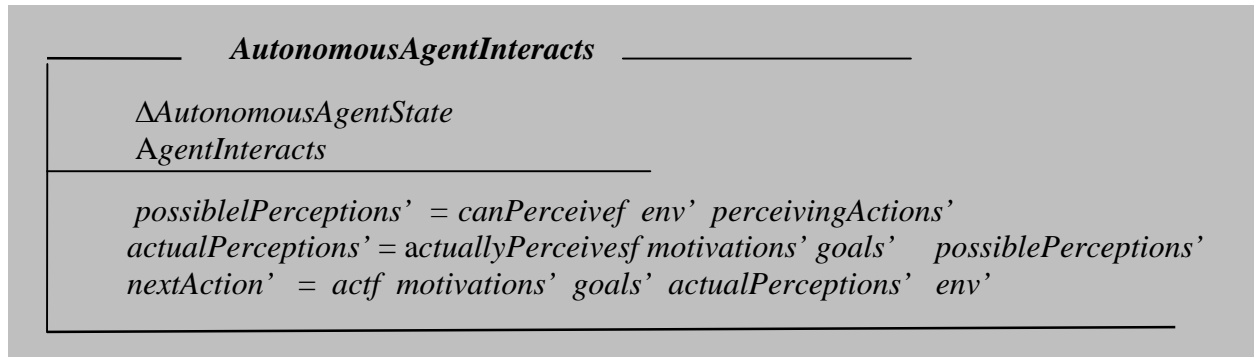 AutonomousAgentInteracts
ΔAutonomousAgentState
AgentInteracts
possiblelPerceptions’ = canPerceivef env’ perceivingActions’
actualPerceptions’ = actuallyPerceivesf motivations’ goals’ possiblePerceptions’
nextAction’ = actf motivations’ goals’ actualPerceptions’ env’